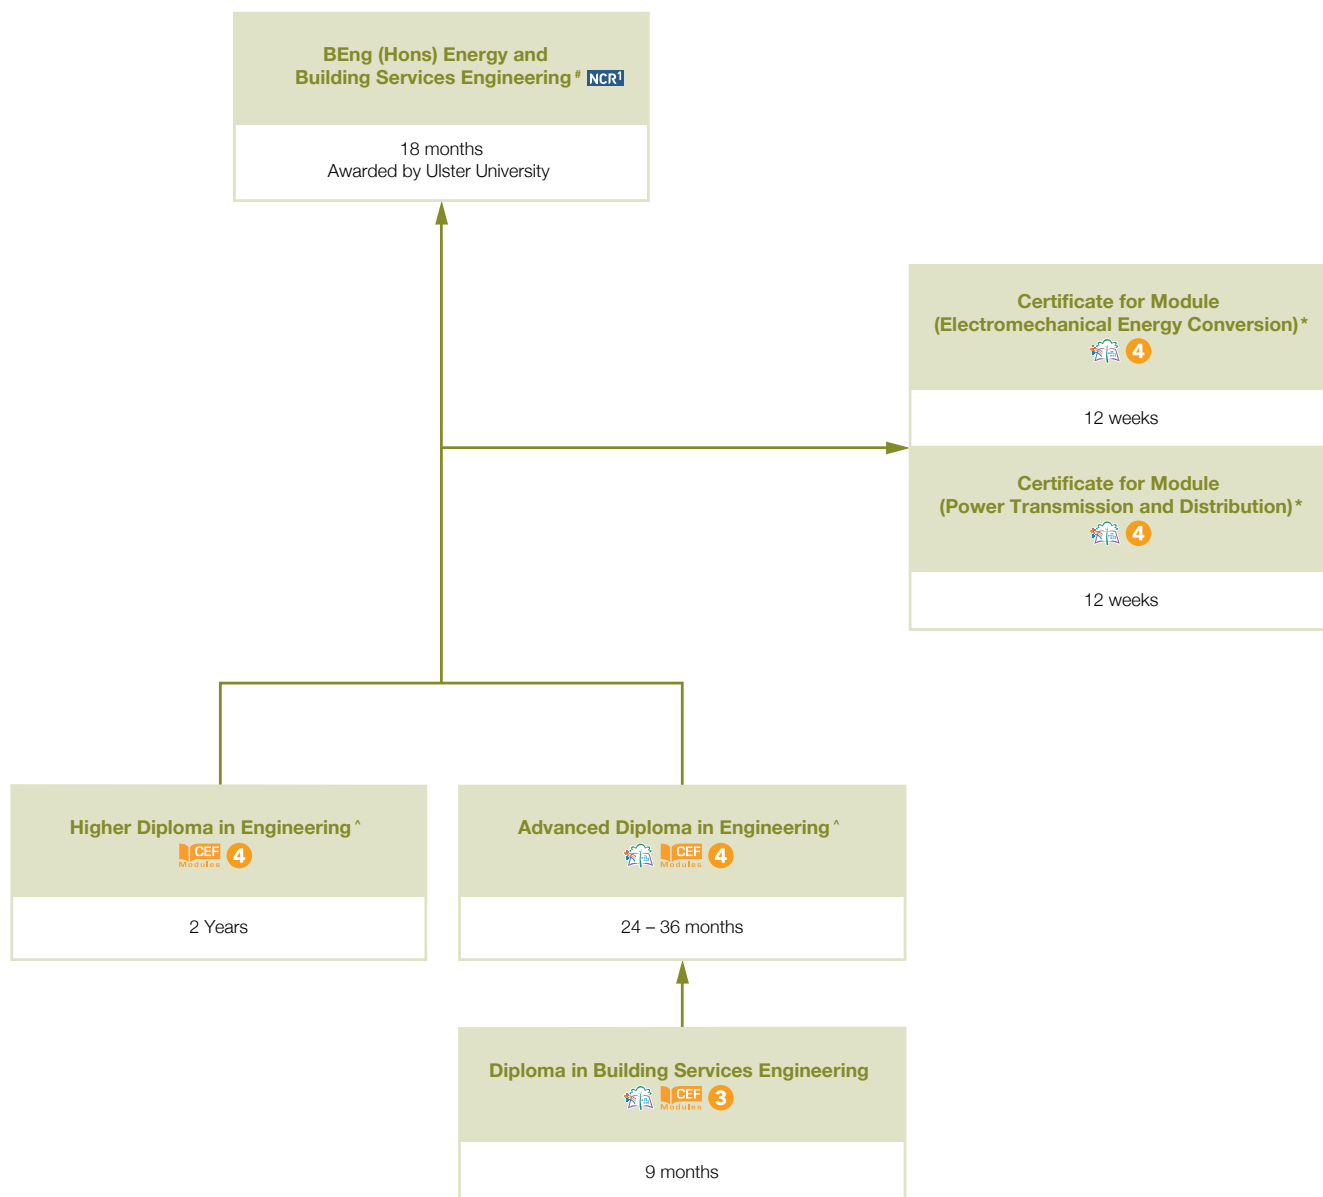 BEng (Hons) Energy and
Building Services Engineering # NCR1
18 months
Awarded by Ulster University
Certificate for Module
(Electromechanical Energy Conversion)*
4
12 weeks
Certificate for Module
(Power Transmission and Distribution)*
4
12 weeks
Higher Diploma in Engineering ^
CEF
Modules
4
2 Years
Advanced Diploma in Engineering ^
CEF
Modules
4
24 – 36 months
Diploma in Building Services Engineering
CEF
Modules
3
9 months